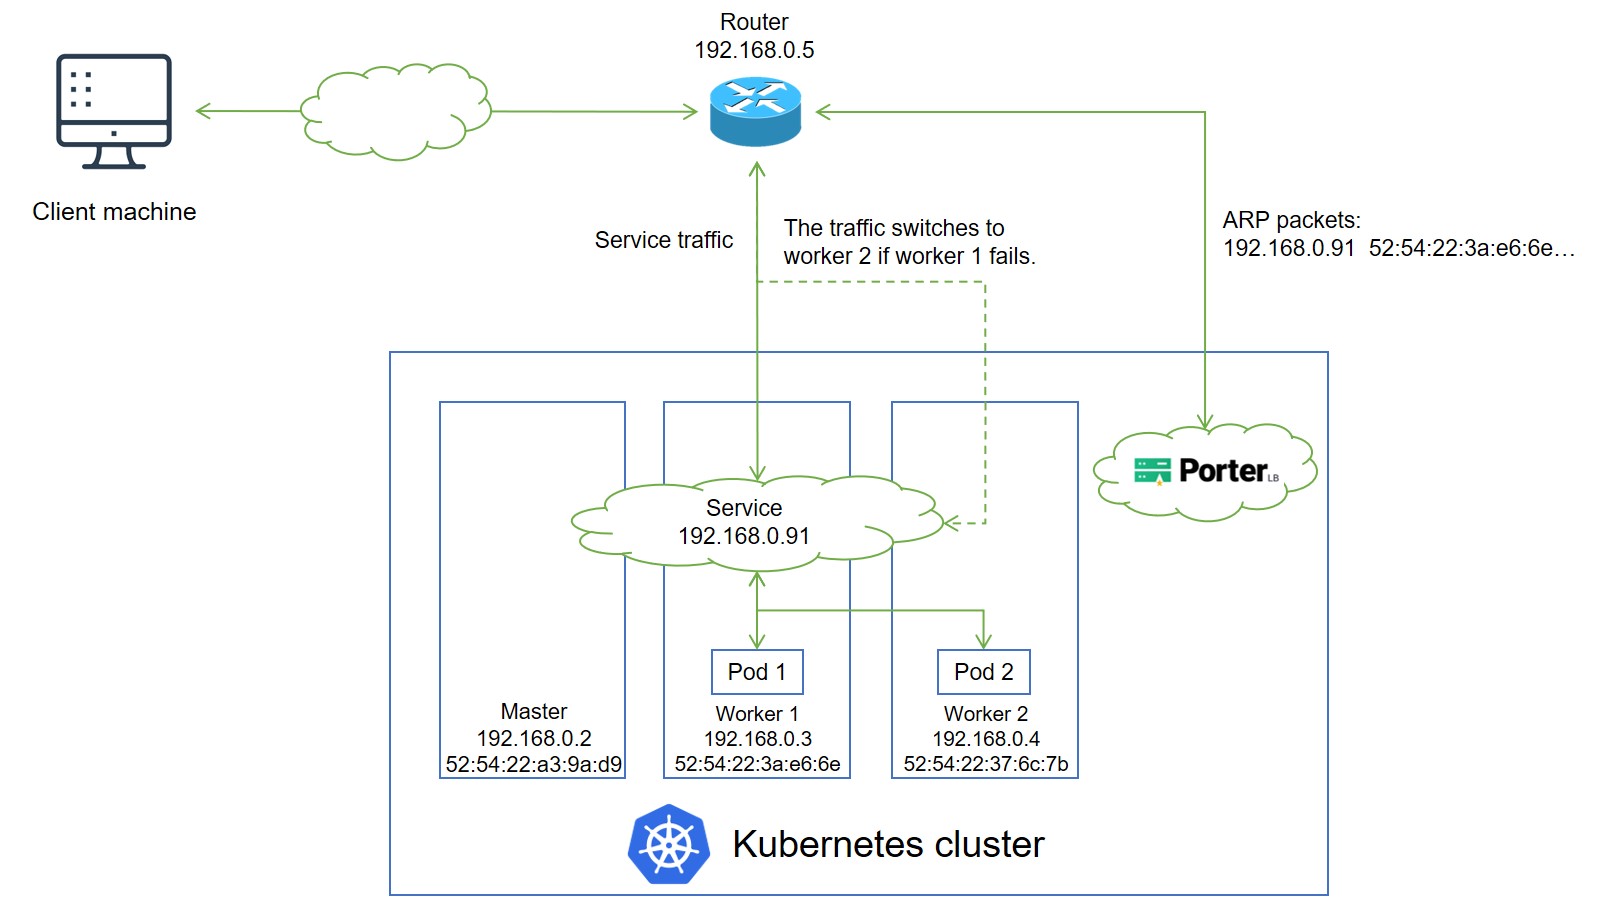 Router
192.168.0.5
Client machine
Service traffic
The traffic switches to
worker 2 if worker 1 fails.
ARP packets:
192.168.0.91  52:54:22:3a:e6:6e…
Porter LB
Service
192.168.0.91
Pod 1
Pod 2
Master
192.168.0.2
52:54:22:a3:9a:d9
Worker 1
192.168.0.3
52:54:22:3a:e6:6e
Worker 2
192.168.0.4
52:54:22:37:6c:7b
Kubernetes cluster